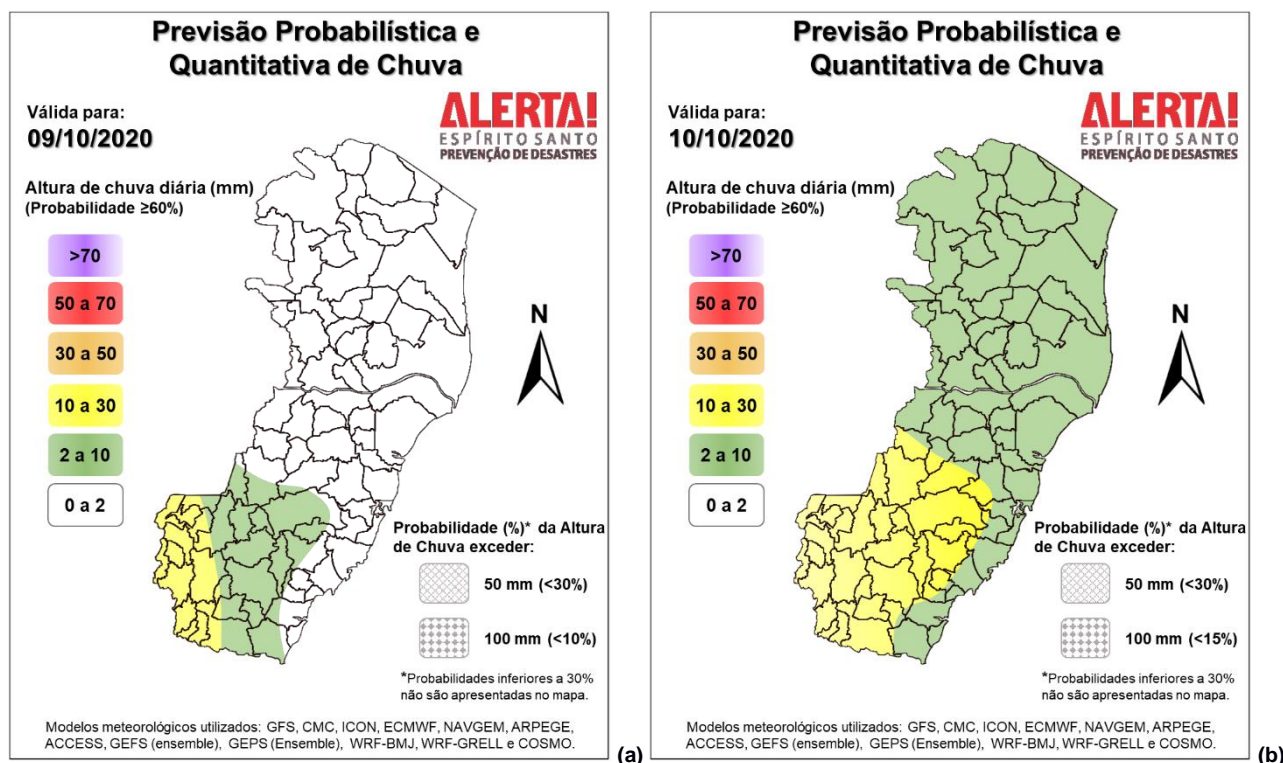 Previsão Probabilística e
Quantitativa de Chuva
Válida para:
09/10/2020
ALERTA!
ESPÍRITO SANTO
PREVENÇÃO DE DESASTRES
Altura de chuva diária (mm)
(Probabilidade ≥60%)
>70
50 a 70
30 a 50
10 a 30
2 a 10
0 a 2
N
Probabilidade (%)* da Altura
de Chuva exceder:
50 mm (<30%)
100 mm (<10%)
*Probabilidades inferiores a 30%
não são apresentadas no mapa.
Modelos meteorológicos utilizados: GFS, CMC, ICON, ECMWF, NAVGEM, ARPEGE,
ACCESS, GEFS (ensemble), GEPS (Ensemble), WRF-BMJ, WRF-GRELL e COSMO.
(a)
Previsão Probabilística e
Quantitativa de Chuva
Válida para:
10/10/2020
ALERTA!
ESPÍRITO SANTO
PREVENÇÃO DE DESASTRES
Altura de chuva diária (mm)
(Probabilidade ≥60%)
>70
50 a 70
30 a 50
10 a 30
2 a 10
0 a 2
N
Probabilidade (%)* da Altura
de Chuva exceder:
50 mm (<30%)
100 mm (<15%)
*Probabilidades inferiores a 30%
não são apresentadas no mapa.
Modelos meteorológicos utilizados: GFS, CMC, ICON, ECMWF, NAVGEM, ARPEGE,
ACCESS, GEFS (ensemble), GEPS (Ensemble), WRF-BMJ, WRF-GRELL e COSMO.
(b)